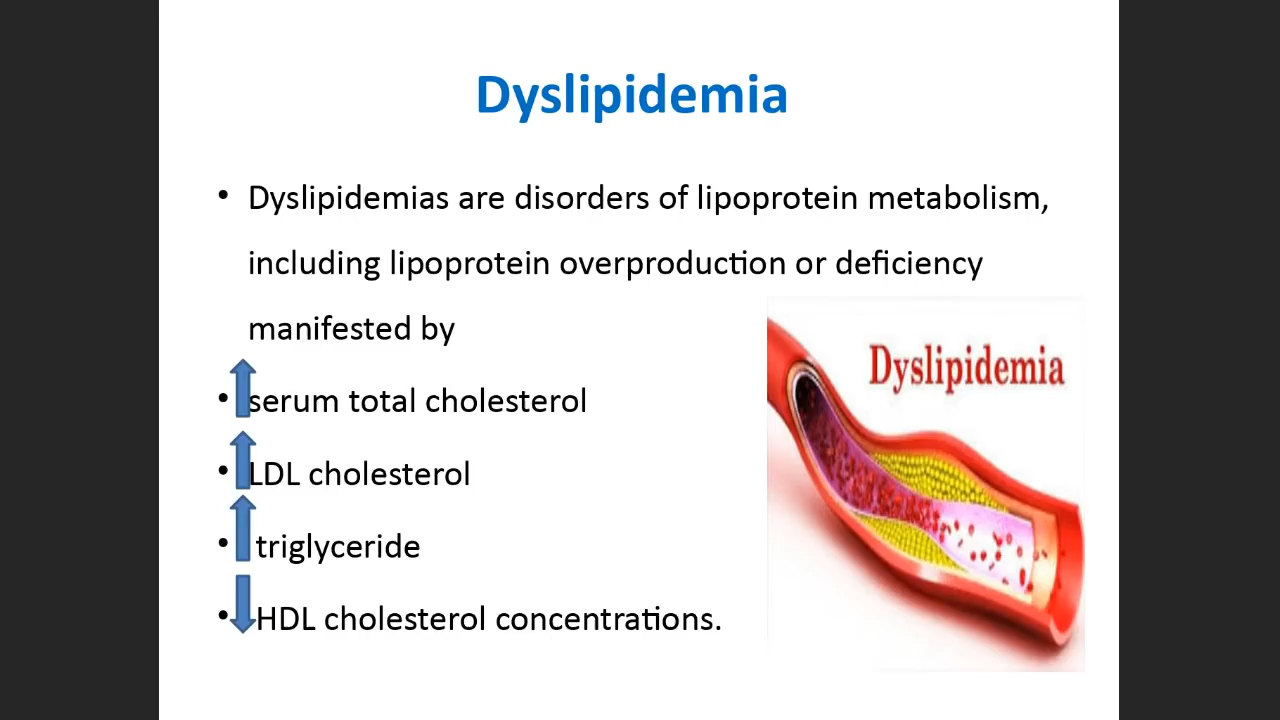 Dyslipidemia
• Dyslipidemias are disorders of lipoprotein metabolism,
including lipoprotein overproduction or deficiency
manifested by
• serum total cholesterol
• LDL cholesterol
• triglyceride
• HDL cholesterol concentrations.
Dyslipidemia